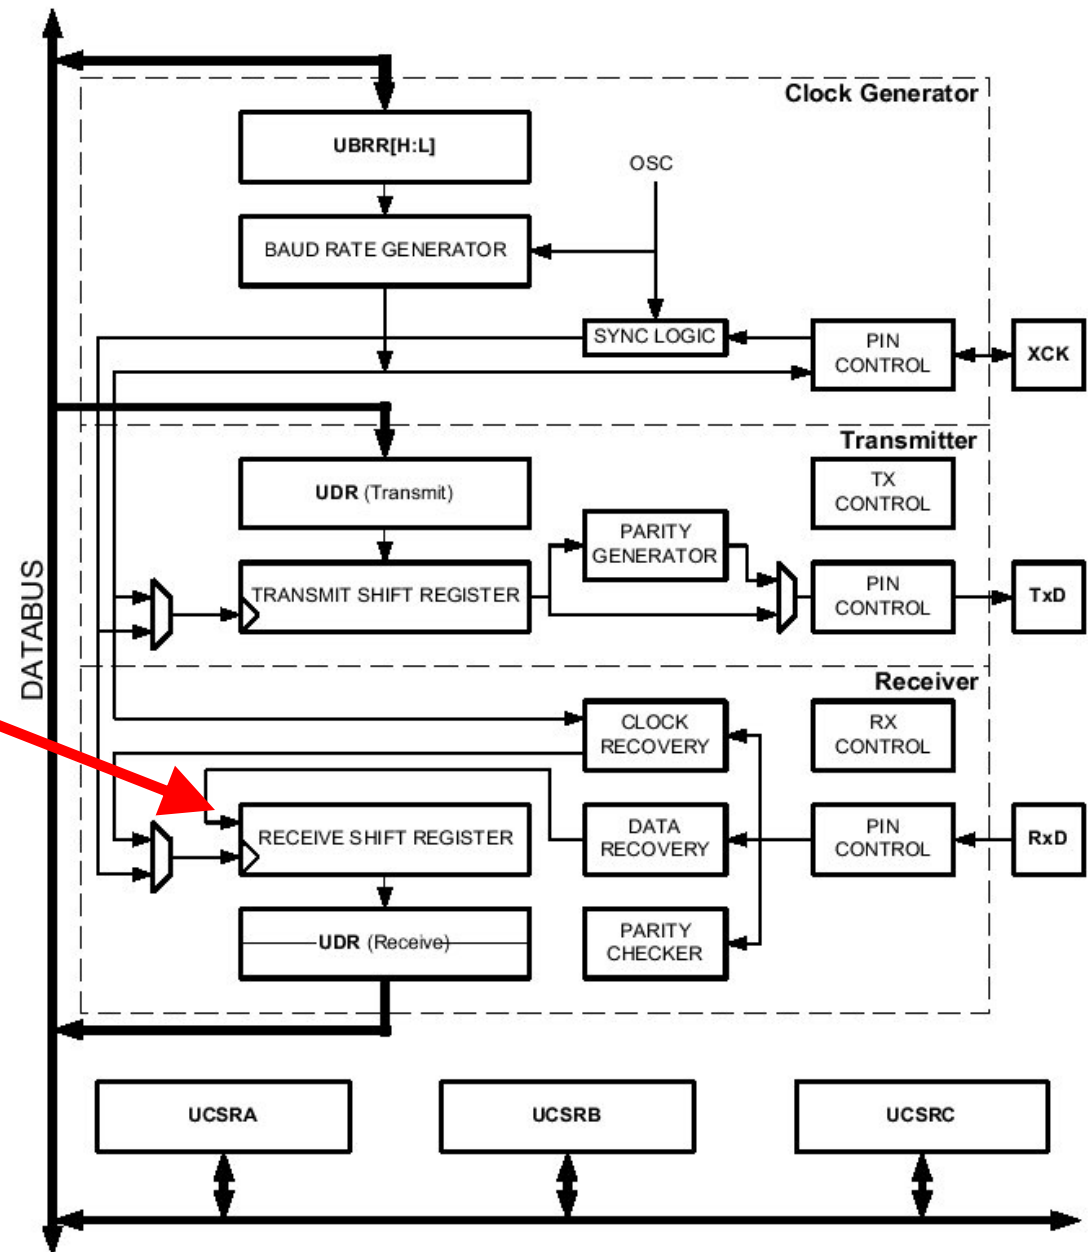 Clock Generator
UBRR[H:L]
OSC
BAUD RATE GENERATOR
SYNC LOGIC
PIN
CONTROL
XCK
Transmitter
UDR (Transmit)
TX
CONTROL
PARITY
GENERATOR
TRANSMIT SHIFT REGISTER
PIN
CONTROL
TxD
DATABUS
Receiver
CLOCK
RECOVERY
RX
CONTROL
RECEIVE SHIFT REGISTER
DATA
RECOVERY
PIN
CONTROL
RxD
UDR (Receive)
PARITY
CHECKER
UCSRA
UCSRB
UCSRC